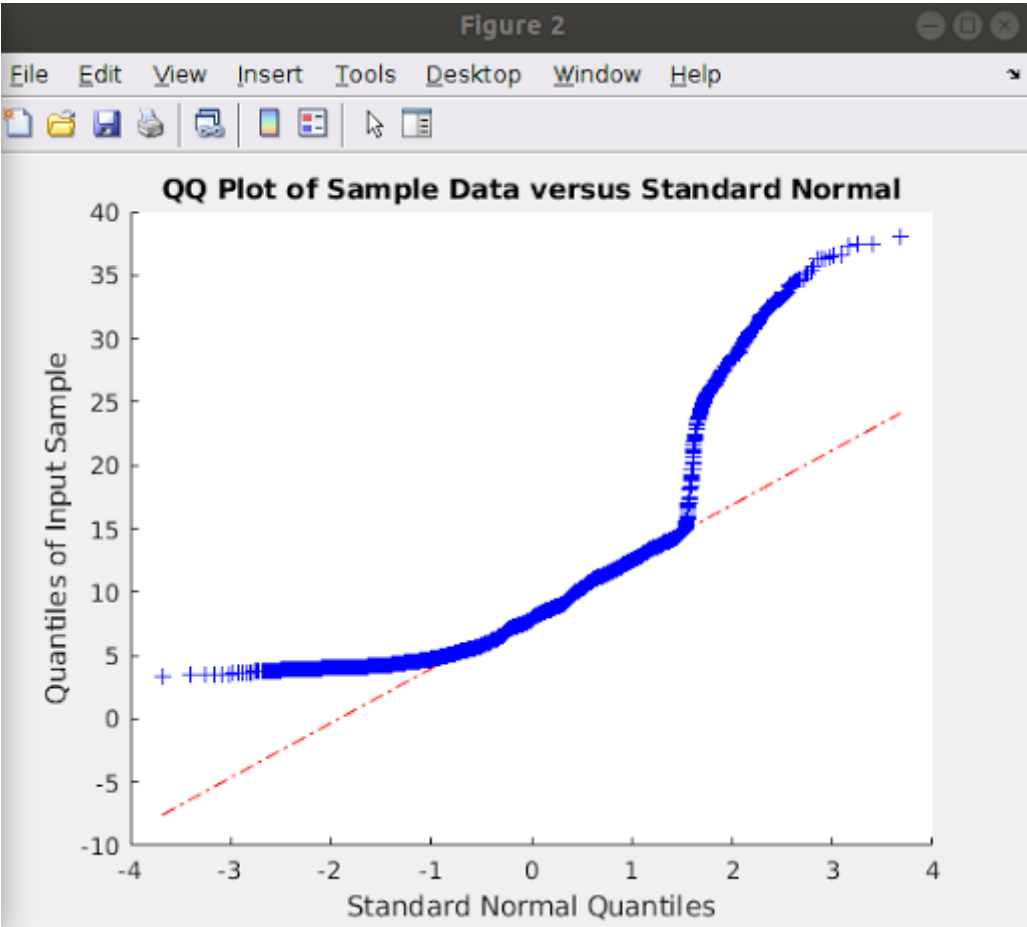 Figure 2
File Edit View Insert Tools Desktop Window Help
QQ Plot of Sample Data versus Standard Normal
40
35
30
25
20
15
10
5
0
-5
-10
Quantiles of Input Sample
-4 -3 -2 -1 0 1 2 3 4
Standard Normal Quantiles